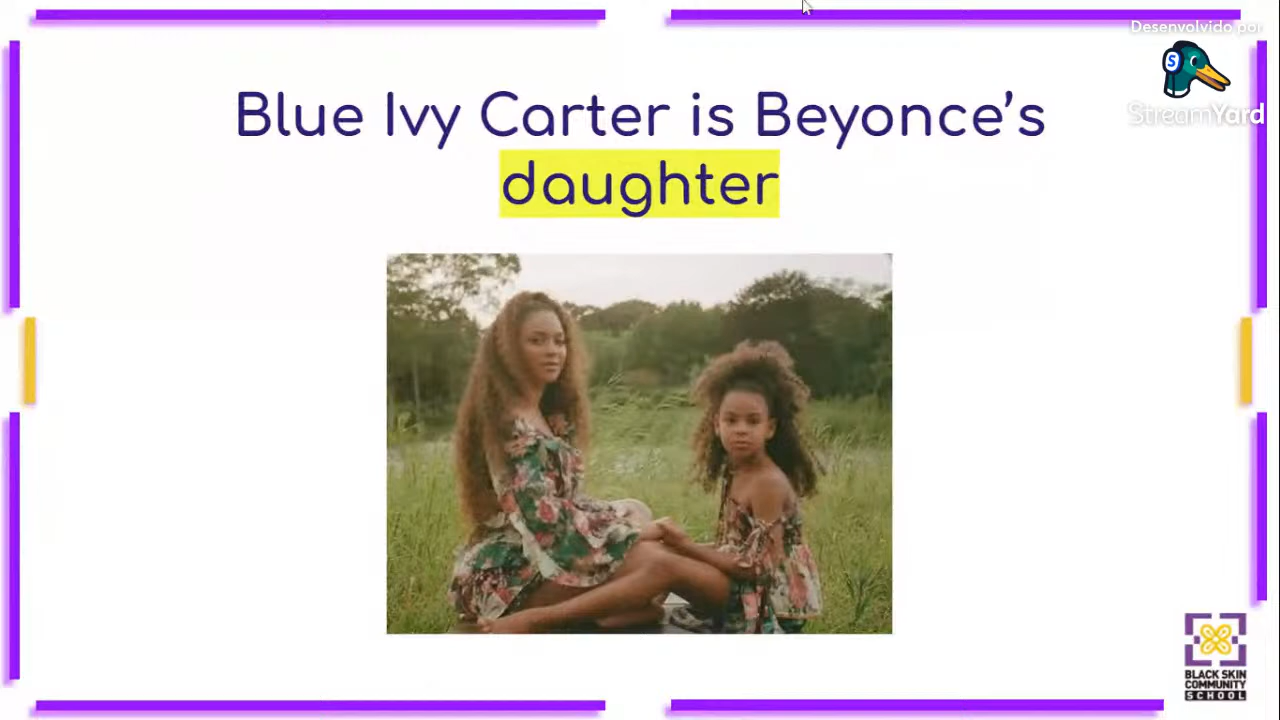 Desenvolvido por
S
StreamYard
Blue Ivy Carter is Beyonce’s
daughter
BLACK SKIN
COMMUNITY
SCHOOL